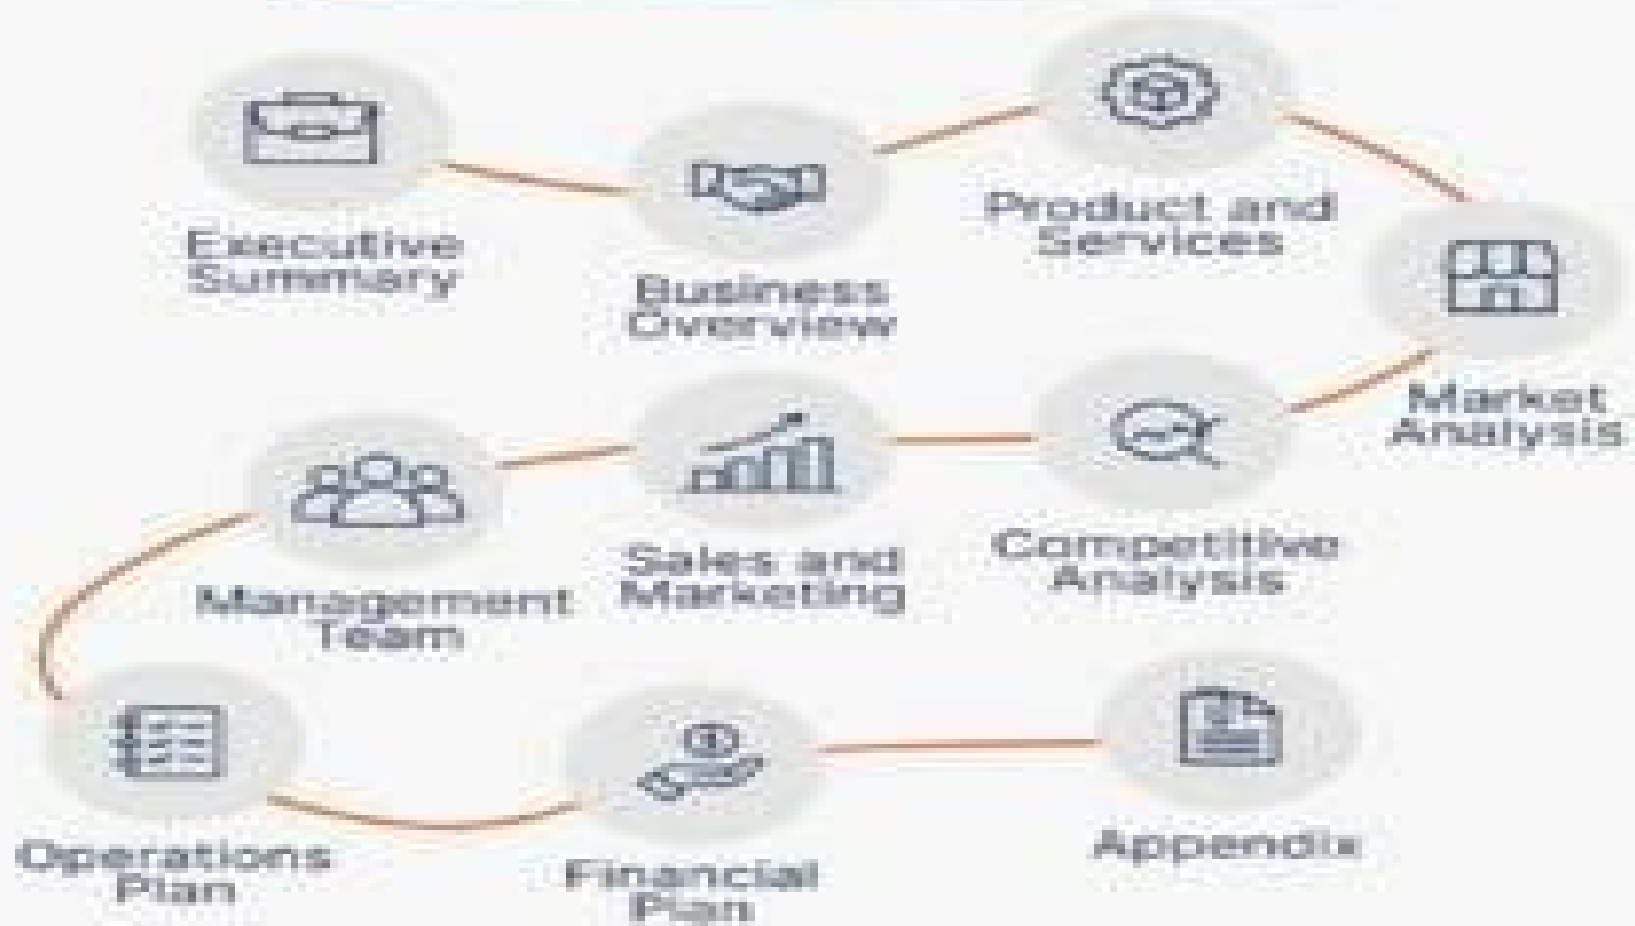 Executive
Summary
Business
Overview
Product and
Services
Market
Analysis
Competitive
Analysis
Sales and
Marketing
Management
Team
Operations
Plan
Financial
Plan
Appendix